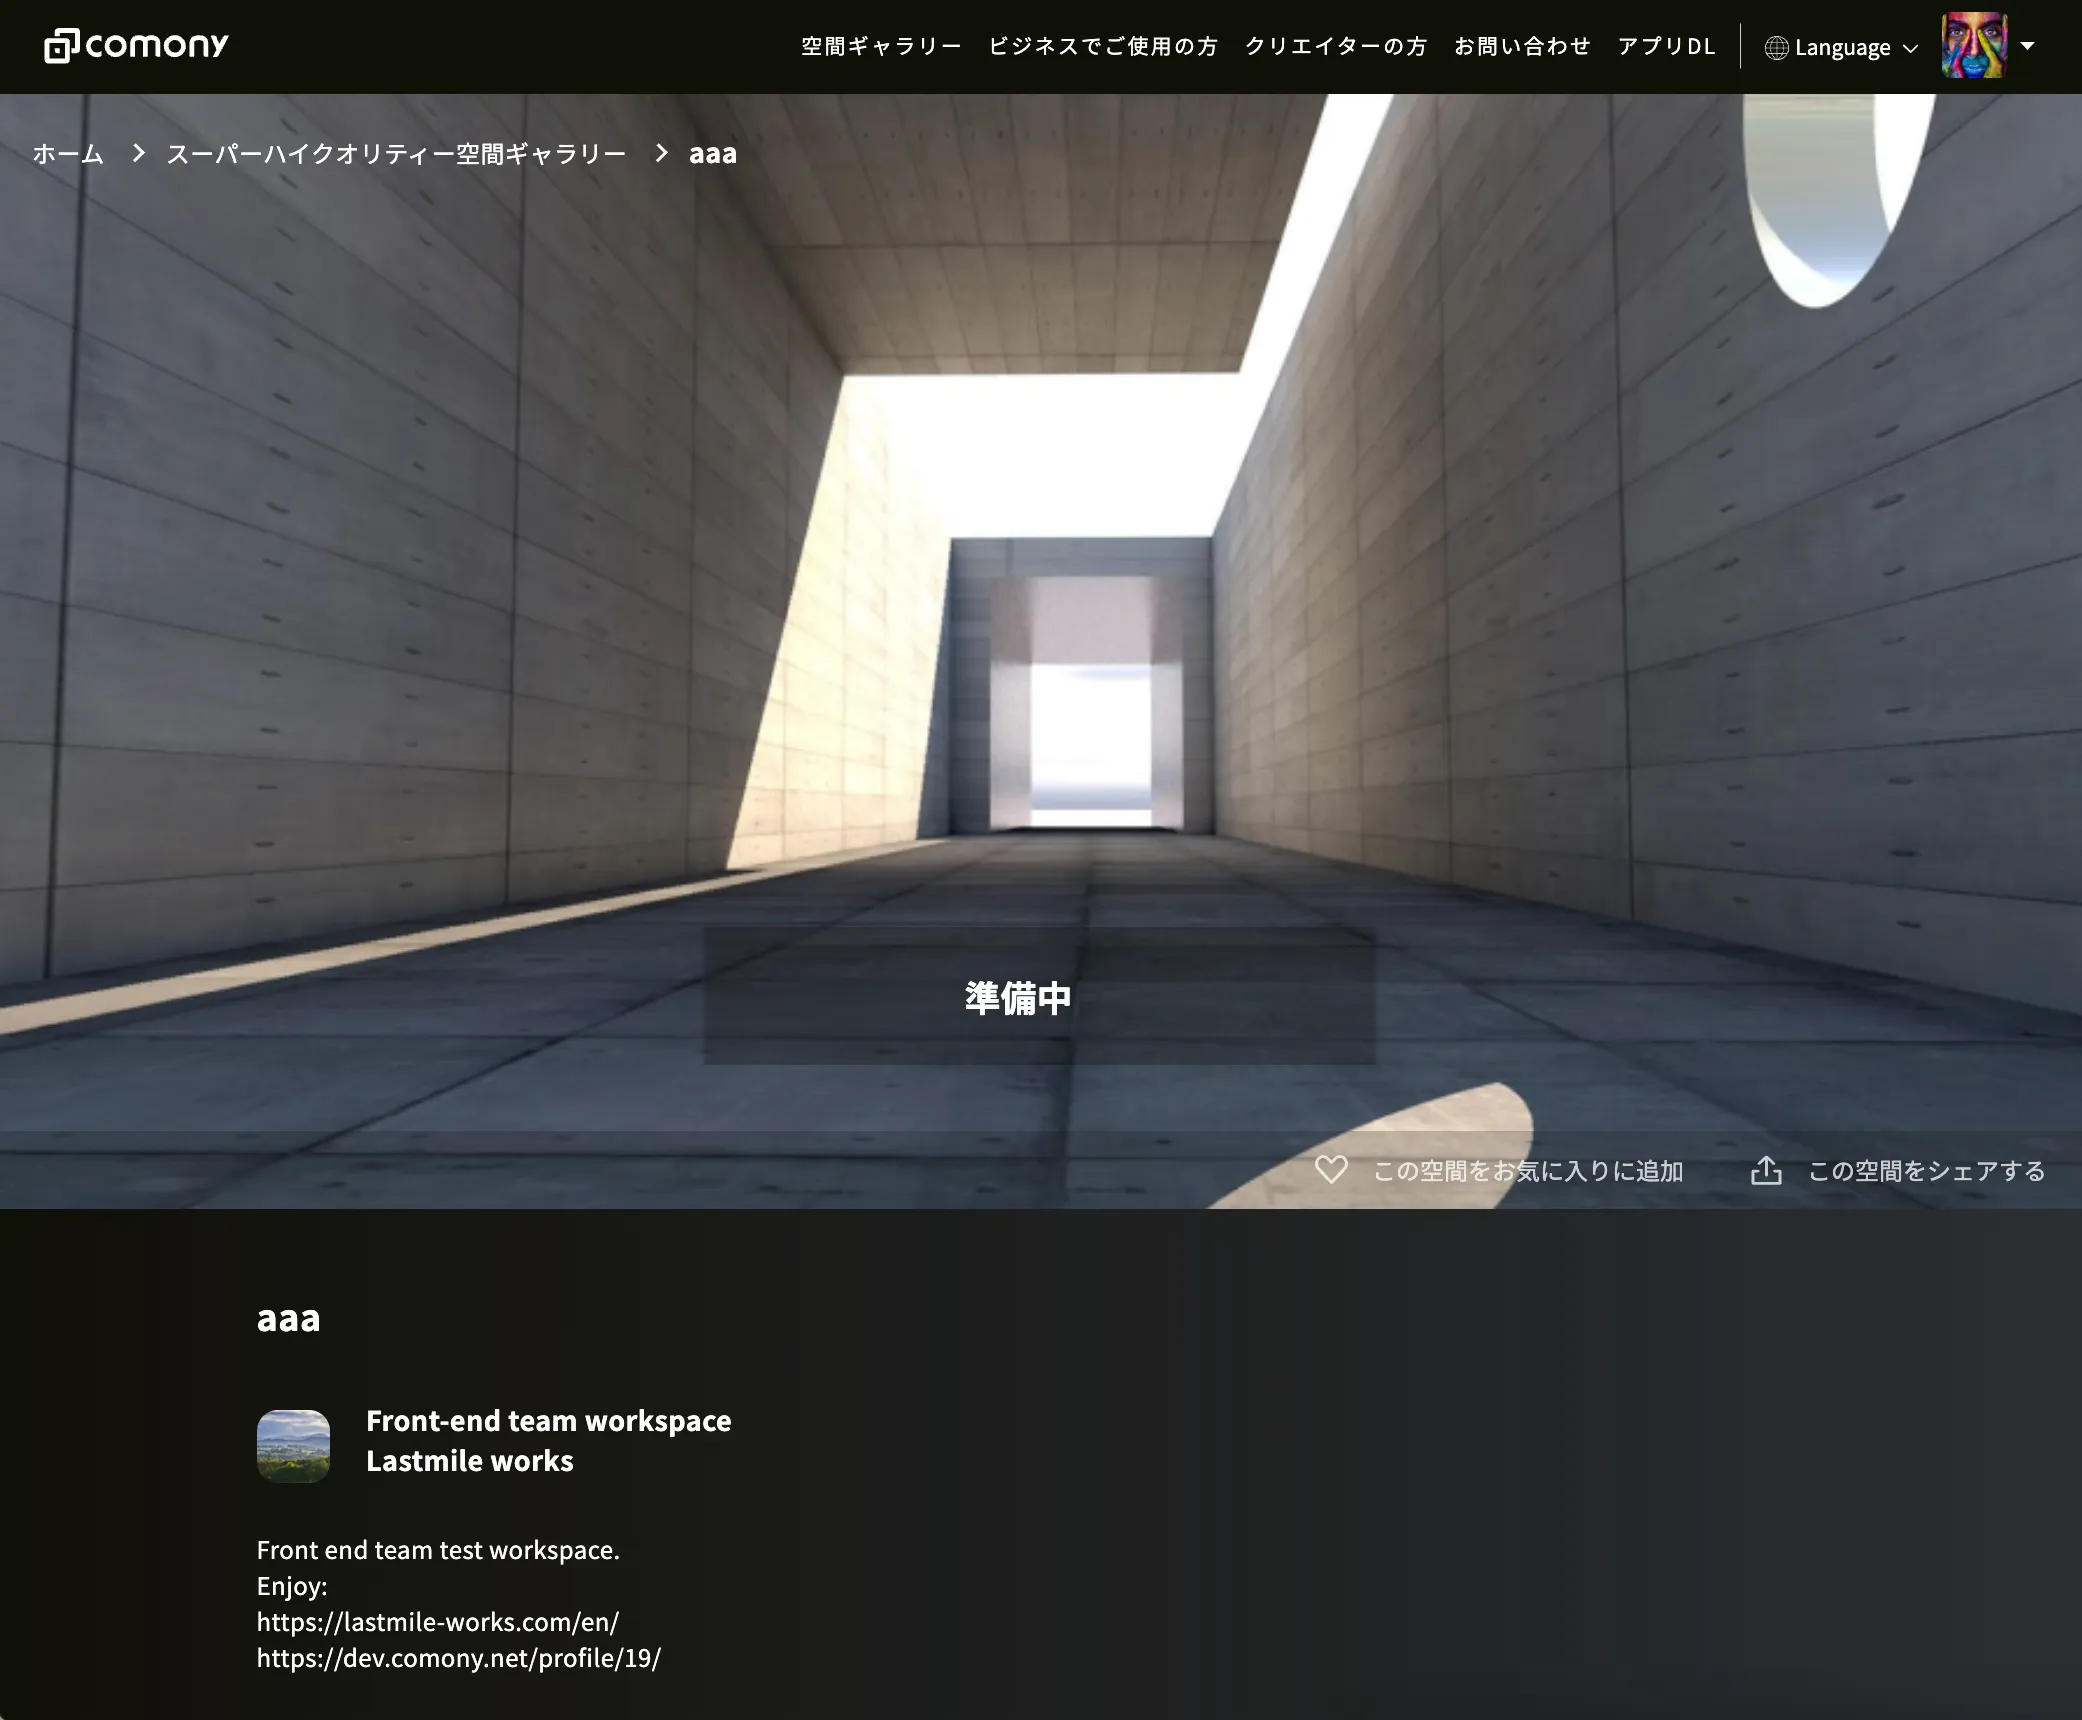 comony
空間ギャラリー ビジネスでご使用の方 クリエイターの方 お問い合わせ アプリDL Language
ホーム > スーパーハイクオリティー空間ギャラリー > aaa
準備中
この空間をお気に入りに追加 この空間をシェアする
aaa
Front-end team workspace
Lastmile works
Front end team test workspace.
Enjoy:
https://lastmile-works.com/en/
https://dev.comony.net/profile/19/